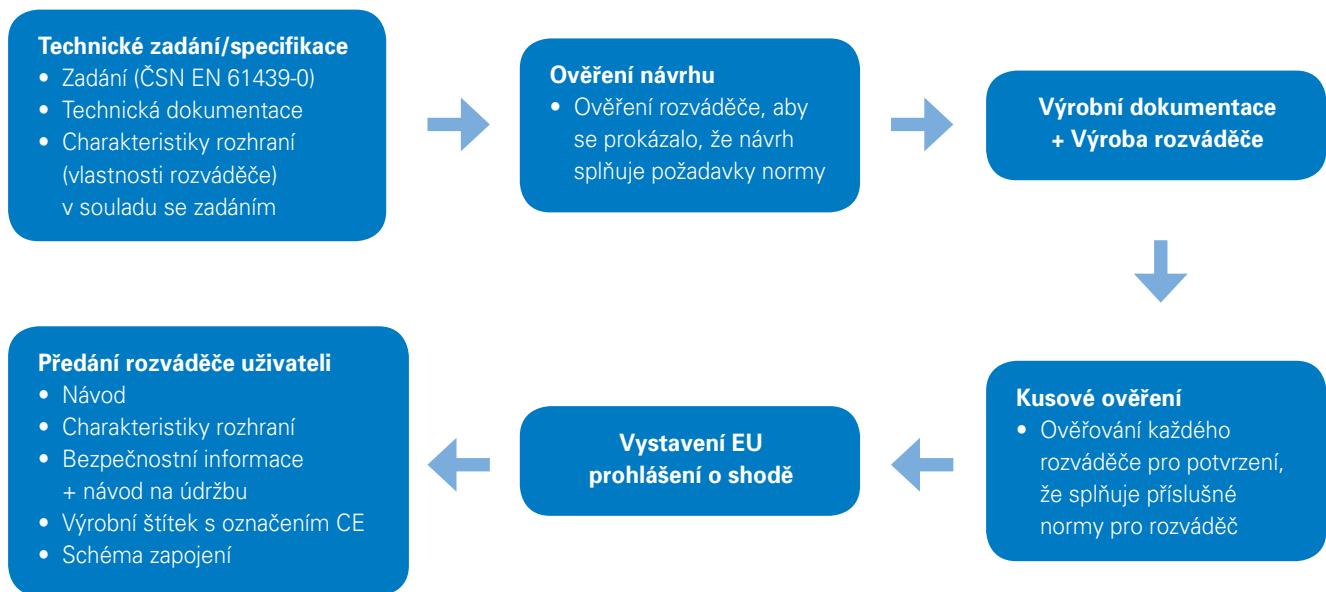 Technické zadání/specifikace
• Zadání (ČSN EN 61439-0)
• Technická dokumentace
• Charakteristiky rozhraní
(vlastnosti rozváděče)
v souladu se zadáním
Ověření návrhu
• Ověření rozváděče, aby
se prokázalo, že návrh
splňuje požadavky normy
Výrobní dokumentace
+ Výroba rozváděče
Kusové ověření
• Ověřování každého
rozváděče pro potvrzení,
že splňuje příslušné
normy pro rozváděč
Vystavení EU
prohlášení o shodě
Předání rozváděče uživateli
• Návod
• Charakteristiky rozhraní
• Bezpečnostní informace
+ návod na údržbu
• Výrobní štítek s označením CE
• Schéma zapojení